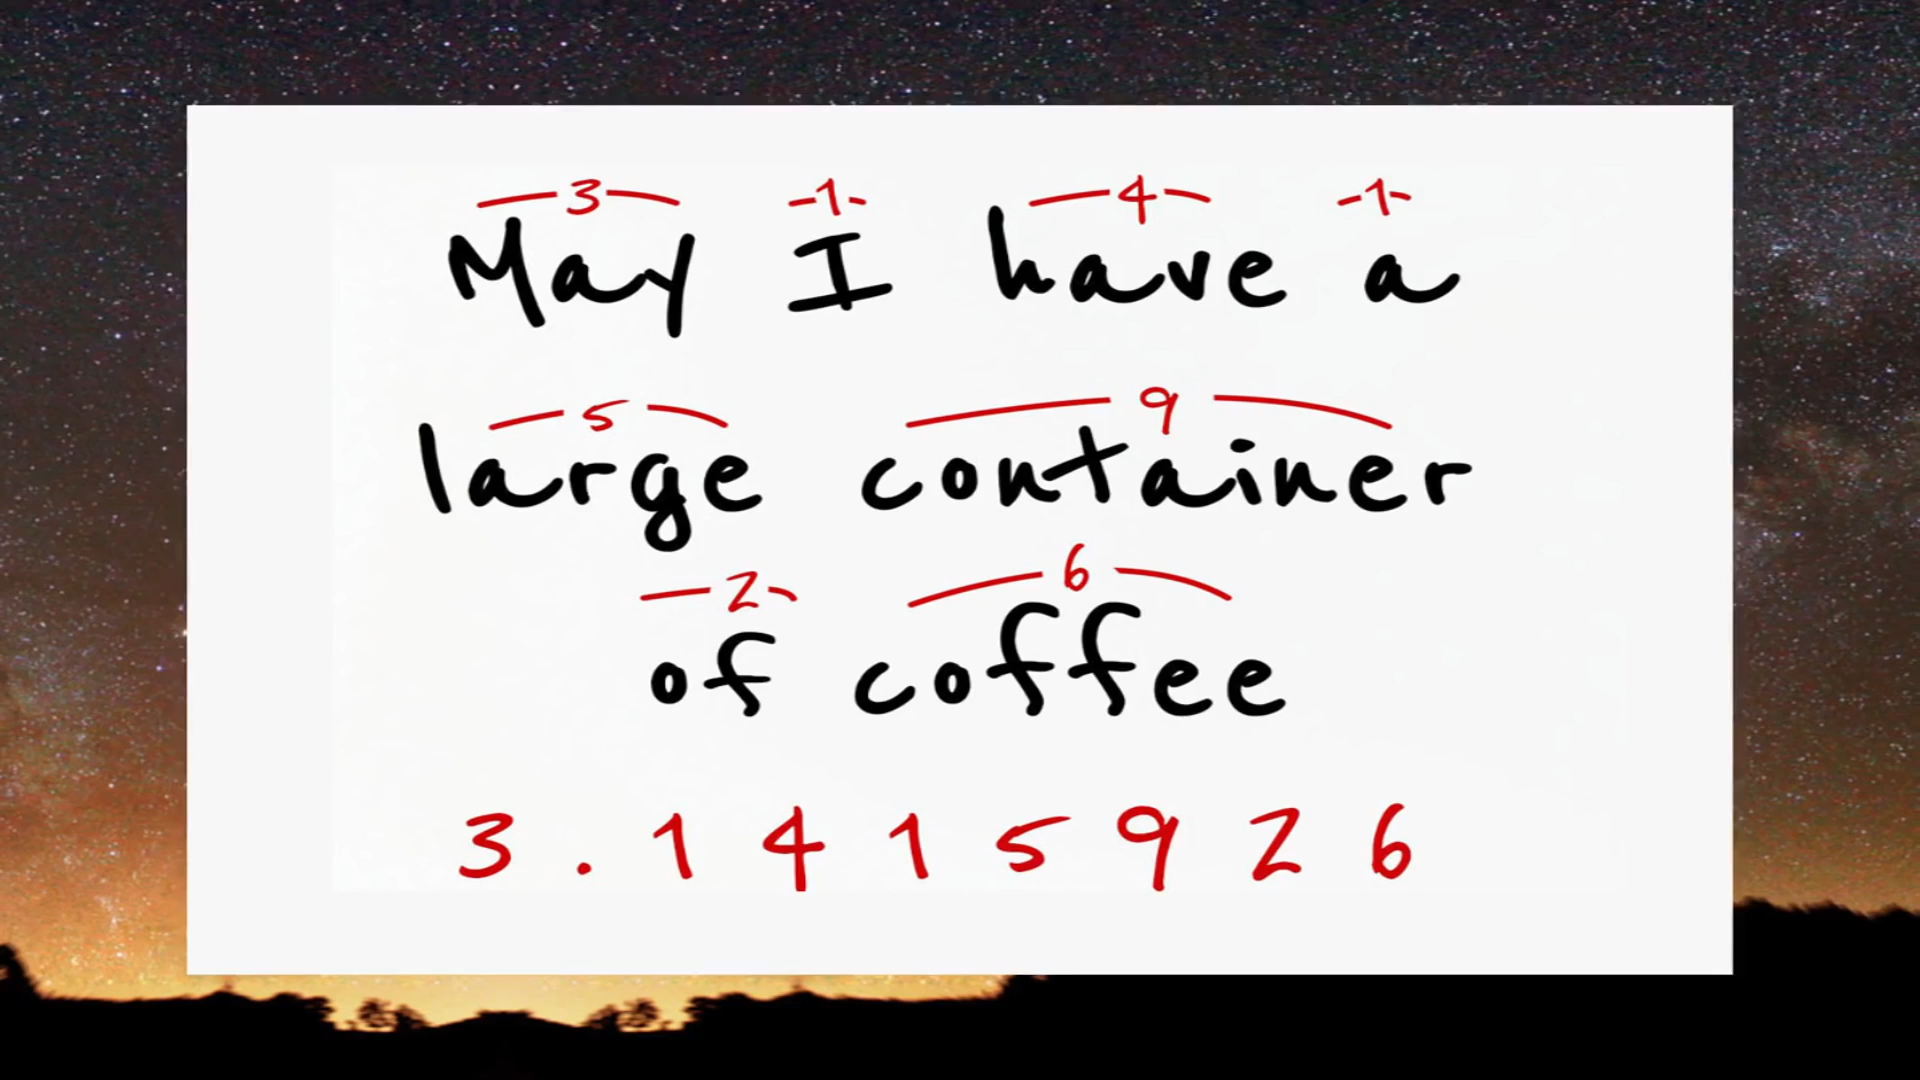 3 1 4 1
May I have a
5 9
large container
2 6
of coffee
3.1415926